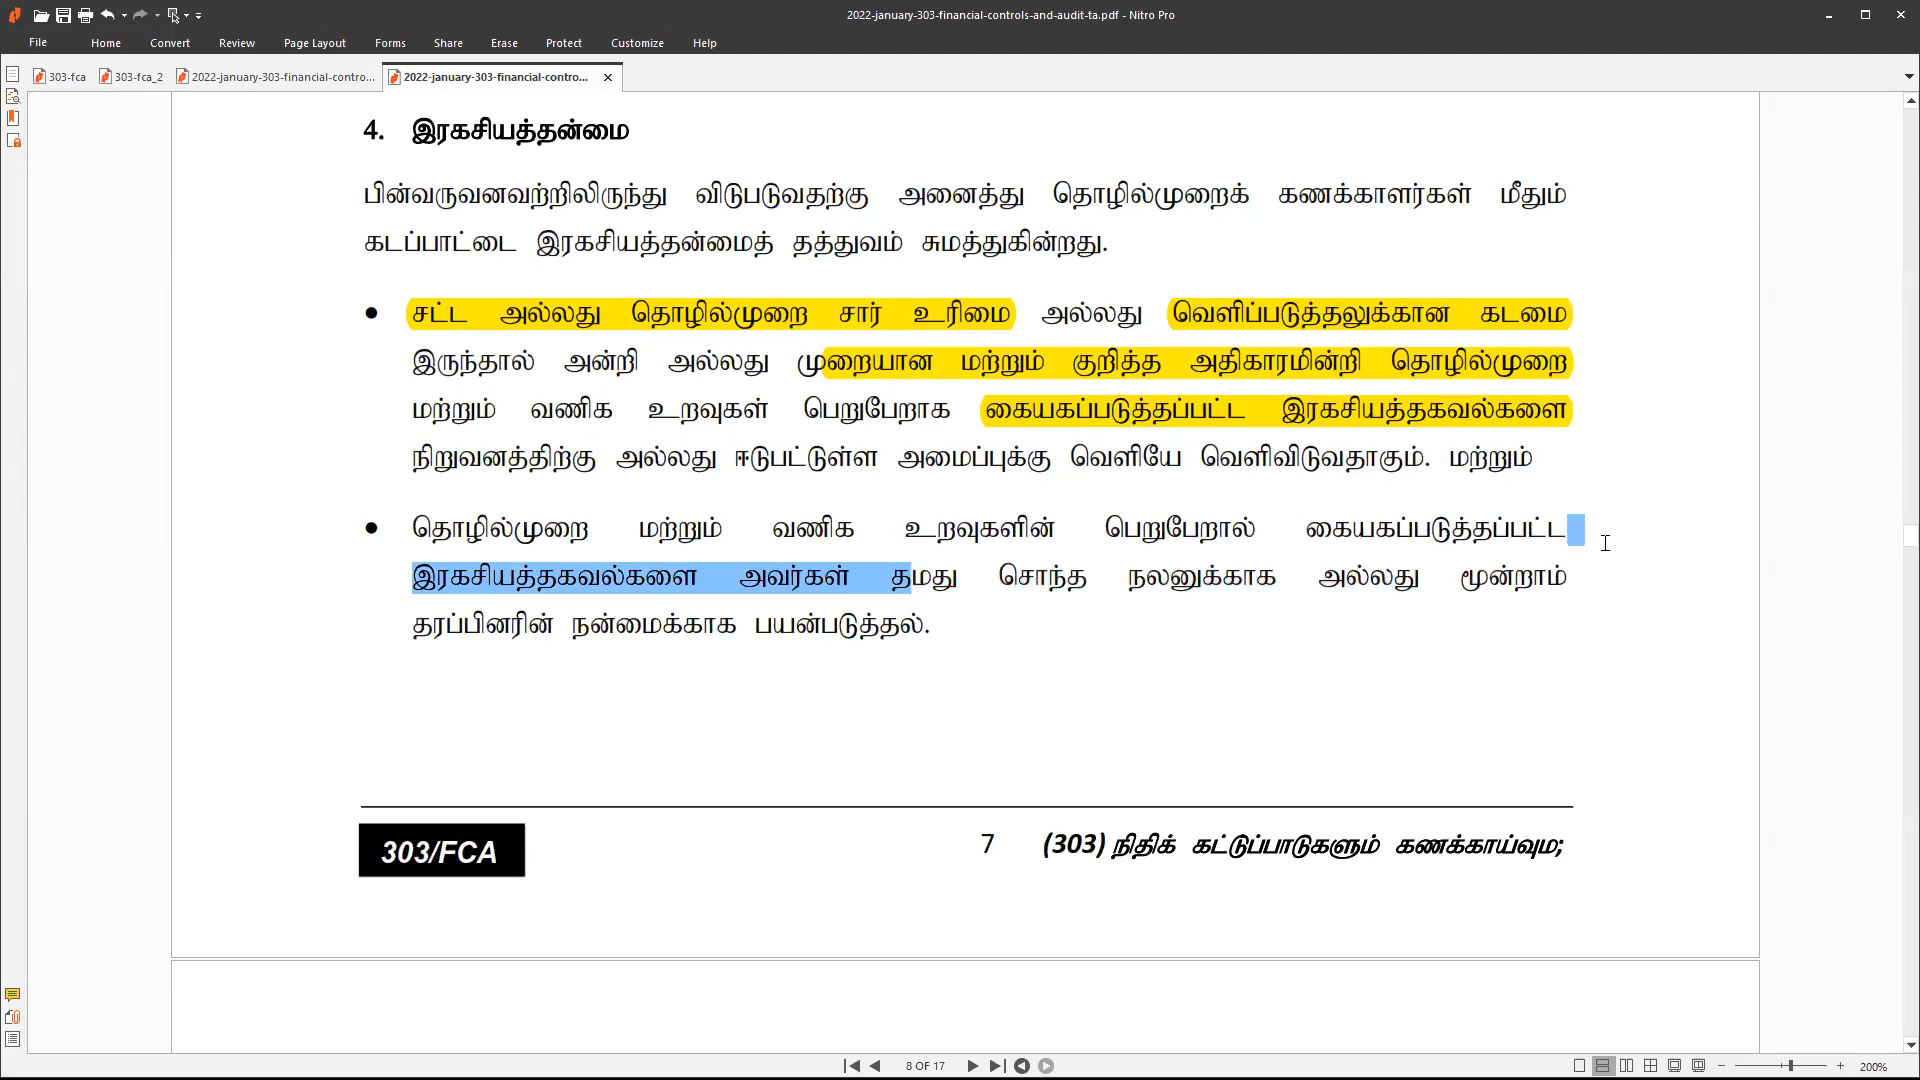 2022-january-303-financial-controls-and-audit-ta.pdf - Nitro Pro
File Home Convert Review Page Layout Forms Share Erase Protect Customize Help
303-fca 303-fca_2 2022-january-303-financial-contro... 2022-january-303-financial-contro...
4. இரகசியத்தன்மை
பின்வருவனவற்றிலிருந்து விடுபடுவதற்கு அனைத்து தொழில்முறைக் கணக்காளர்கள் மீதும்
கடப்பாட்டை இரகசியத்தன்மைத் தத்துவம் சுமத்துகின்றது.
• சட்ட அல்லது தொழில்முறை சார் உரிமை அல்லது வெளிப்படுத்தலுக்கான கடமை
இருந்தால் அன்றி அல்லது முறையான மற்றும் குறித்த அதிகாரமின்றி தொழில்முறை
மற்றும் வணிக உறவுகள் பெறுபேறாக கையகப்படுத்தப்பட்ட இரகசியத்தகவல்களை
நிறுவனத்திற்கு அல்லது ஈடுபட்டுள்ள அமைப்புக்கு வெளியே வெளிவிடுவதாகும். மற்றும்
• தொழில்முறை மற்றும் வணிக உறவுகளின் பெறுபேறால் கையகப்படுத்தப்பட்ட
இரகசியத்தகவல்களை அவர்கள் தமது சொந்த நலனுக்காக அல்லது மூன்றாம்
தரப்பினரின் நன்மைக்காக பயன்படுத்தல்.
303/FCA 7 (303) நிதிக் கட்டுப்பாடுகளும் கணக்காய்வும;
8 OF 17 200%